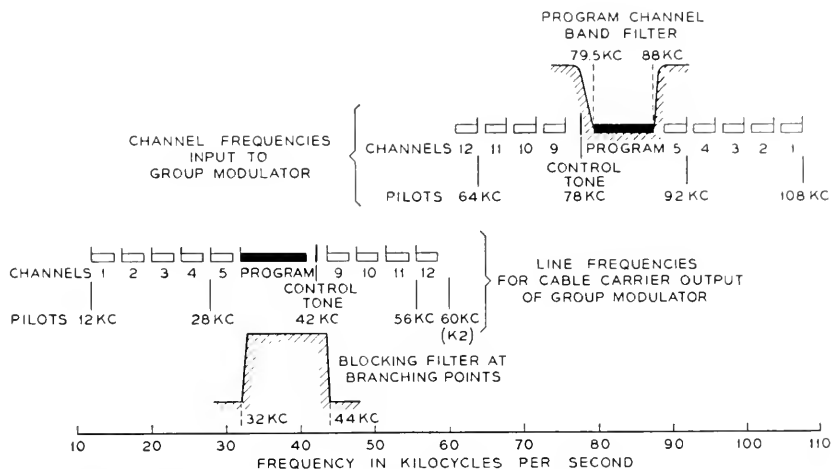 PROGRAM CHANNEL
BAND FILTER
79.5KC 88KC
CHANNEL FREQUENCIES
INPUT TO
GROUP MODULATOR
CHANNELS 12 11 10 9 PROGRAM 5 4 3 2 1
CONTROL
TONE
PILOTS 64KC 78KC 92KC 108KC
CHANNELS 1 2 3 4 5 PROGRAM 9 10 11 12
CONTROL
TONE
PILOTS 12KC 28KC 42KC 56KC 60KC
(K2)
LINE FREQUENCIES
FOR CABLE CARRIER OUTPUT
OF GROUP MODULATOR
BLOCKING FILTER AT
BRANCHING POINTS
32KC 44KC
10 20 30 40 50 60 70 80 90 100 110
FREQUENCY IN KILOCYCLES PER SECOND